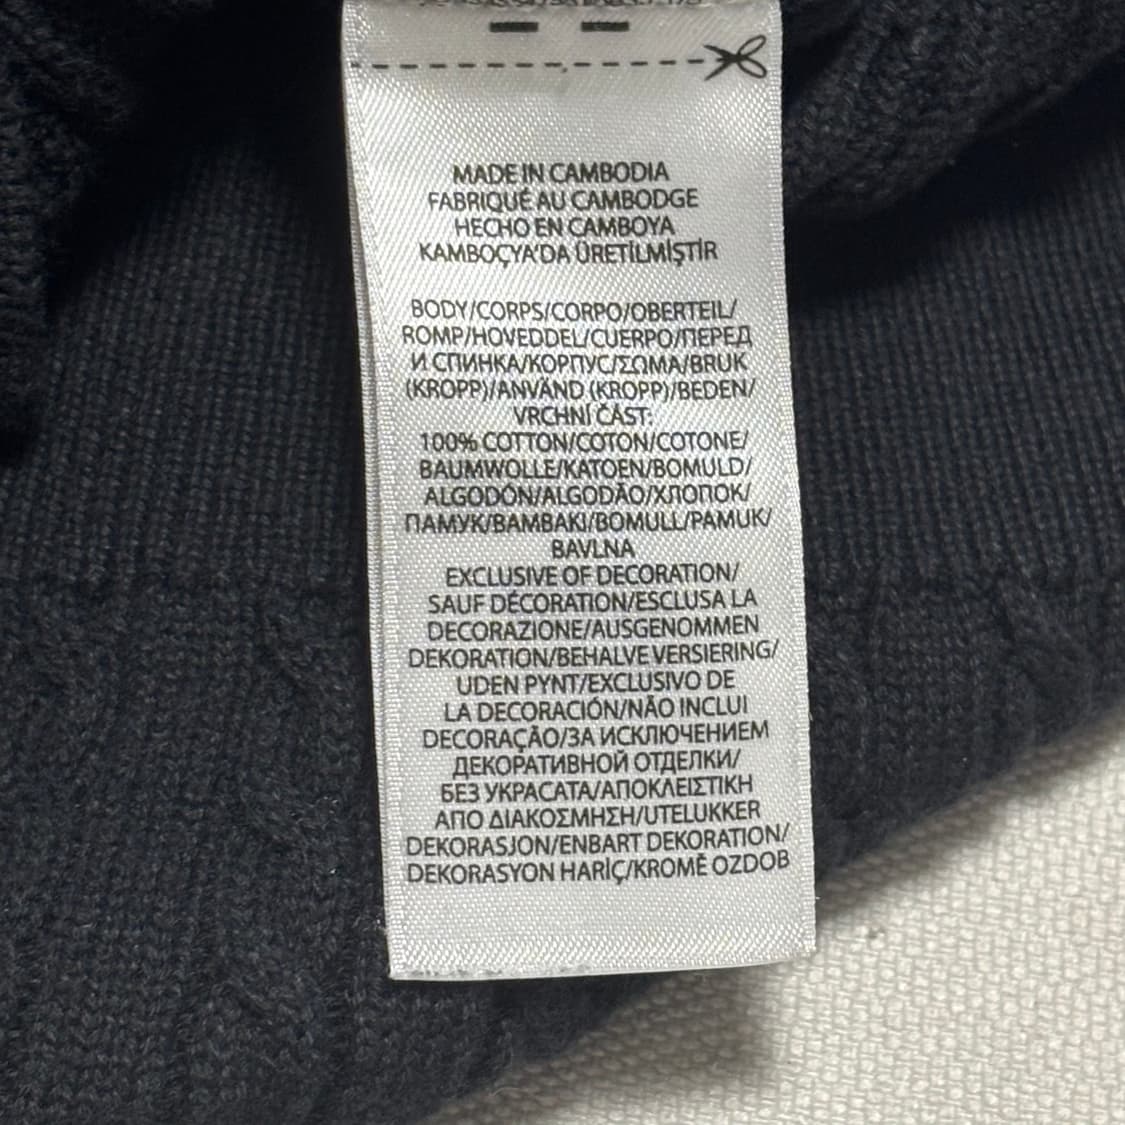 MADE IN CAMBODIA
FABRIQUÉ AU CAMBODGE
HECHO EN CAMBOYA
KAMBOÇYA'DA ÜRETİLMİŞTİR
BODY/CORPS/CORPO/OBERTEIL/
ROMP/HOVEDDEL/CUERPO/ПЕРЕД
И СПИНКА/КОРПУС/ΣΩΜΑ/BRUK
(KROPP)/ANVÄND (KROPP)/BEDEN/
VRCHNÍ ČÁST:
100% COTTON/COTON/COTONE/
BAUMWOLLE/KATOEN/BOMULD/
ALGODÓN/ALGODÃO/ХЛОПОК/
ПАМУК/ΒΑΜΒΑΚΙ/BOMULL/PAMUK/
BAVLNA
EXCLUSIVE OF DECORATION/
SAUF DÉCORATION/ESCLUSA LA
DECORAZIONE/AUSGENOMMEN
DEKORATION/BEHALVE VERSIERING/
UDEN PYNT/EXCLUSIVO DE
LA DECORACIÓN/NÃO INCLUI
DECORAÇÃO/ЗА ИСКЛЮЧЕНИЕМ
ДЕКОРАТИВНОЙ ОТДЕЛКИ/
БЕЗ УКРАСАТА/ΑΠΟΚΛΕΙΣΤΙΚΗ
ΑΠΟ ΔΙΑΚΟΣΜΗΣΗ/UTELUKKER
DEKORASJON/ENBART DEKORATION/
DEKORASYON HARİÇ/KROMĚ OZDOB